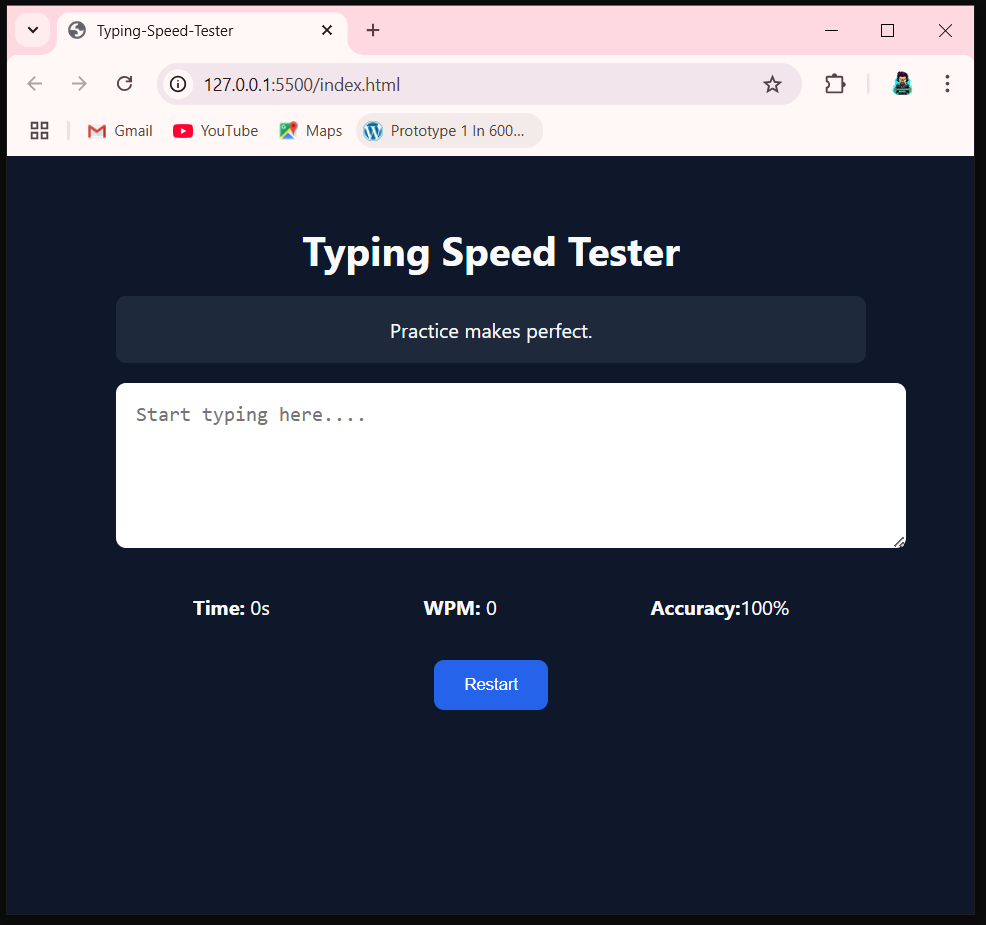 Typing-Speed-Tester
127.0.0.1:5500/index.html
Gmail YouTube Maps Prototype 1 In 600...
Typing Speed Tester
Practice makes perfect.
Start typing here....
Time: 0s WPM: 0 Accuracy:100%
Restart